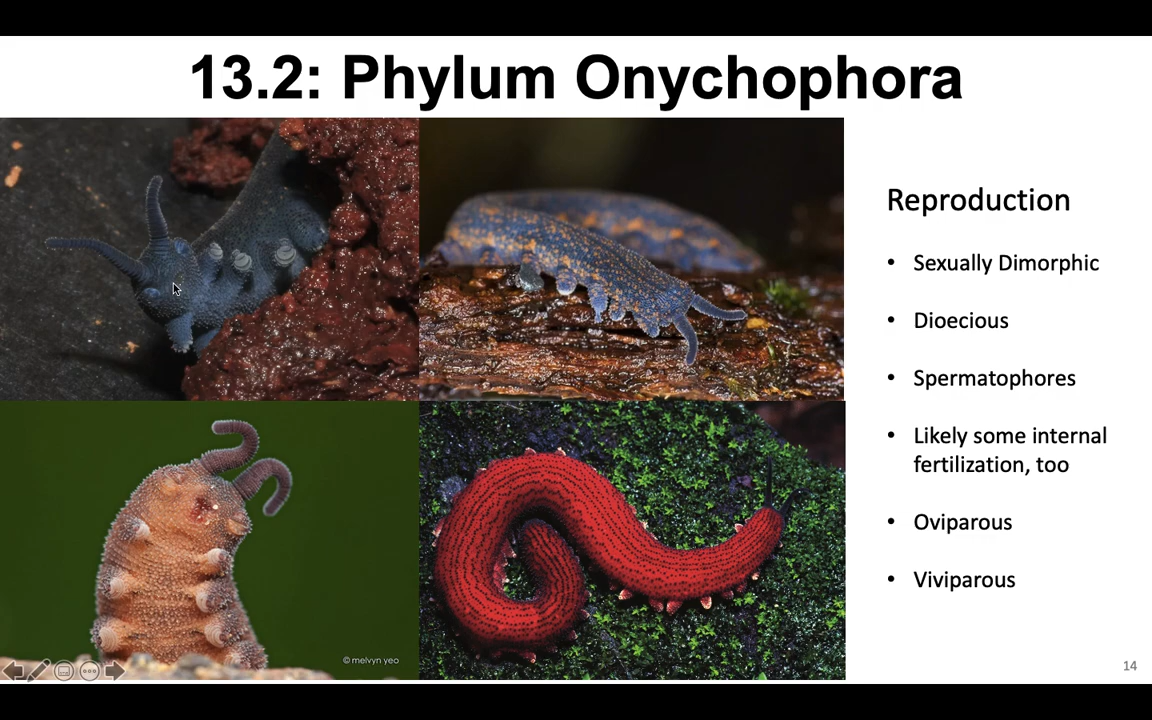 13.2: Phylum Onychophora
Reproduction
• Sexually Dimorphic
• Dioecious
• Spermatophores
• Likely some internal
fertilization, too
• Oviparous
• Viviparous
© melvyn yeo
14